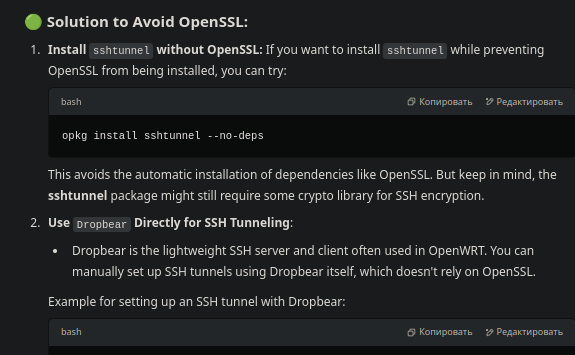 🟢 Solution to Avoid OpenSSL:
1. Install sshtunnel without OpenSSL: If you want to install sshtunnel while preventing
OpenSSL from being installed, you can try:
bash Копировать Редактировать
opkg install sshtunnel --no-deps
This avoids the automatic installation of dependencies like OpenSSL. But keep in mind, the
sshtunnel package might still require some crypto library for SSH encryption.
2. Use Dropbear Directly for SSH Tunneling:
• Dropbear is the lightweight SSH server and client often used in OpenWRT. You can
manually set up SSH tunnels using Dropbear itself, which doesn't rely on OpenSSL.
Example for setting up an SSH tunnel with Dropbear:
bash Копировать Редактировать